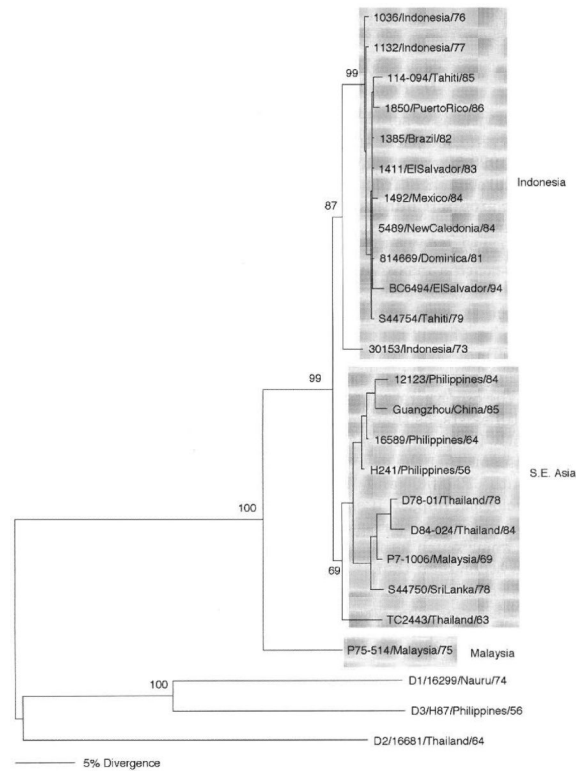 1036/Indonesia/76
1132/Indonesia/77
99
114-094/Tahiti/85
1850/PuertoRico/86
1385/Brazil/82
1411/ElSalvador/83
Indonesia
1492/Mexico/84
87
5489/NewCaledonia/84
814669/Dominica/81
BC6494/ElSalvador/94
S44754/Tahiti/79
30153/Indonesia/73
99
12123/Philippines/84
Guangzhou/China/85
16589/Philippines/64
H241/Philippines/56
S.E. Asia
D78-01/Thailand/78
100
D84-024/Thailand/84
P7-1006/Malaysia/69
69
S44750/SriLanka/78
TC2443/Thailand/63
P75-514/Malaysia/75
Malaysia
100
D1/16299/Nauru/74
D3/H87/Philippines/56
D2/16681/Thailand/64
5% Divergence